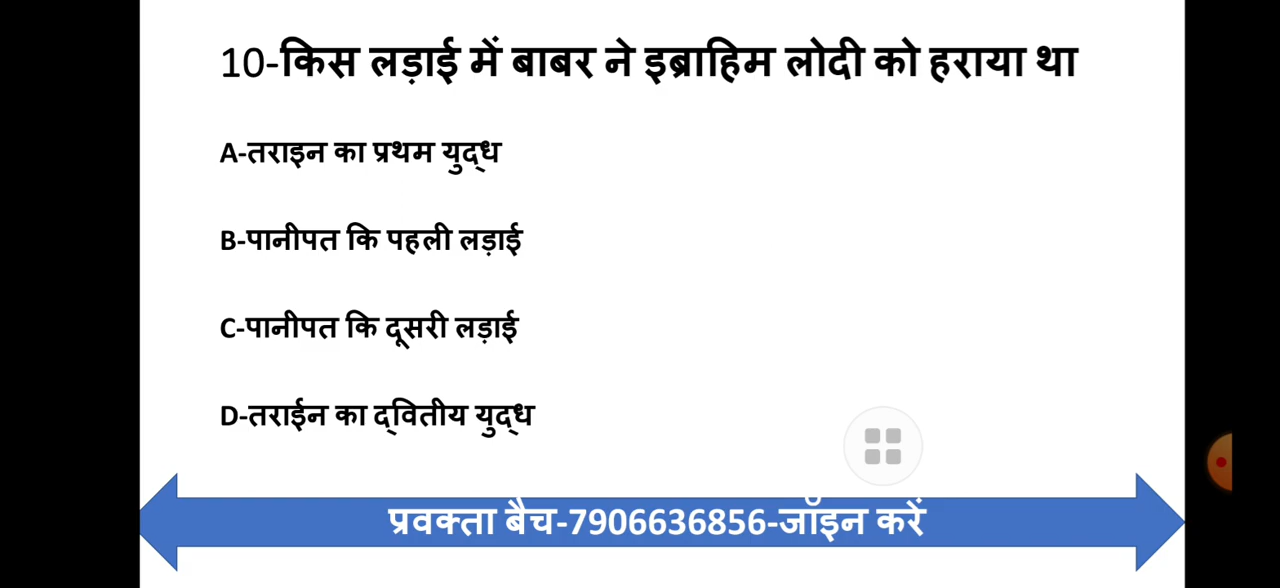 10-किस लड़ाई में बाबर ने इब्राहिम लोदी को हराया था
A-तराइन का प्रथम युद्ध
B-पानीपत कि पहली लड़ाई
C-पानीपत कि दूसरी लड़ाई
D-तराईन का द्वितीय युद्ध
प्रवक्ता बैच-7906636856-जॉइन करें